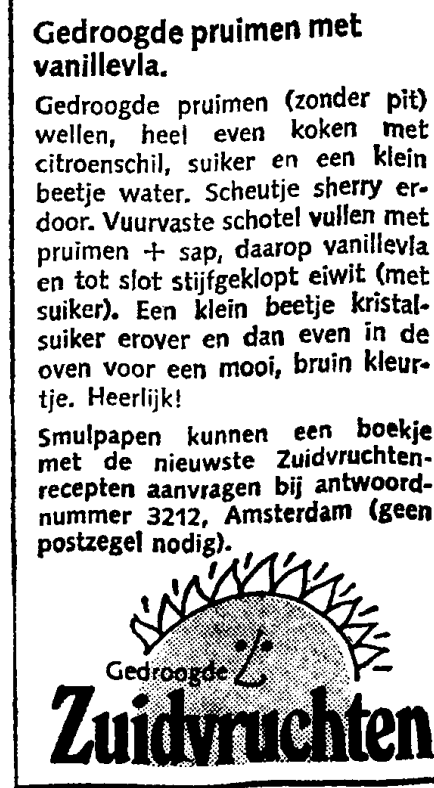 Gedroogde pruimen met
vanillevla.
Gedroogde pruimen (zonder pit)
wellen, heel even koken met
citroenschil, suiker en een klein
beetje water. Scheutje sherry er-
door. Vuurvaste schotel vullen met
pruimen + sap, daarop vanillevla
en tot slot stijfgeklopt eiwit (met
suiker). Een klein beetje kristal-
suiker erover en dan even in de
oven voor een mooi, bruin kleur-
tje. Heerlijk!
Smulpapen kunnen een boekje
met de nieuwste Zuidvruchten-
recepten aanvragen bij antwoord-
nummer 3212, Amsterdam (geen
postzegel nodig).
Gedroogde
Zuidvruchten